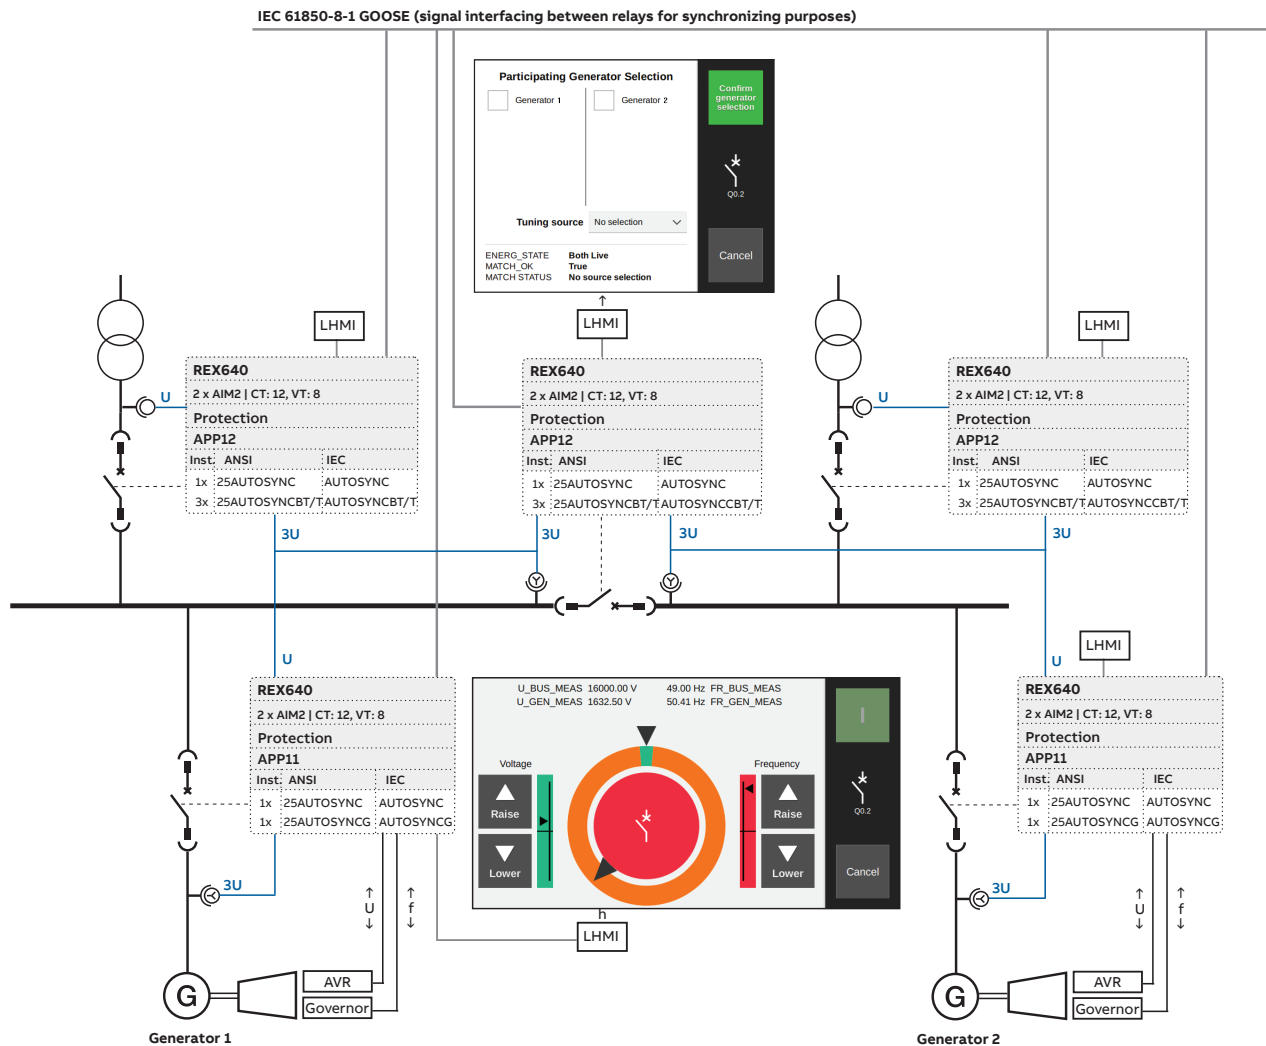 IEC 61850-8-1 GOOSE (signal interfacing between relays for synchronizing purposes)
Participating Generator Selection
Generator 1
Generator 2
Confirm
generator
selection
Q0.2
Tuning source
No selection
ENERG_STATE Both Live
MATCH_OK True
MATCH STATUS No source selection
Cancel
LHMI
LHMI
LHMI
REX640
2 x AIM2 | CT: 12, VT: 8
Protection
APP12
Inst. ANSI IEC
1x 25AUTOSYNC AUTOSYNC
3x 25AUTOSYNCBT/T AUTOSYNCBT/T
REX640
2 x AIM2 | CT: 12, VT: 8
Protection
APP12
Inst. ANSI IEC
1x 25AUTOSYNC AUTOSYNC
3x 25AUTOSYNCBT/T AUTOSYNCCBT/T
REX640
2 x AIM2 | CT: 12, VT: 8
Protection
APP12
Inst. ANSI IEC
1x 25AUTOSYNC AUTOSYNC
3x 25AUTOSYNCBT/T AUTOSYNCCBT/T
U
U
3U
3U
3U
3U
U
U
LHMI
REX640
2 x AIM2 | CT: 12, VT: 8
Protection
APP11
Inst. ANSI IEC
1x 25AUTOSYNC AUTOSYNC
1x 25AUTOSYNCG AUTOSYNCG
U_BUS_MEAS 16000.00 V 49.00 Hz FR_BUS_MEAS
U_GEN_MEAS 1632.50 V 50.41 Hz FR_GEN_MEAS
Voltage
Frequency
Raise
Raise
Lower
Lower
I
Q0.2
Cancel
h
LHMI
REX640
2 x AIM2 | CT: 12, VT: 8
Protection
APP11
Inst. ANSI IEC
1x 25AUTOSYNC AUTOSYNC
1x 25AUTOSYNCG AUTOSYNCG
3U
↑
U
↓
↑
f
↓
3U
↑
U
↓
↑
f
↓
G
AVR
Governor
Generator 1
G
AVR
Governor
Generator 2